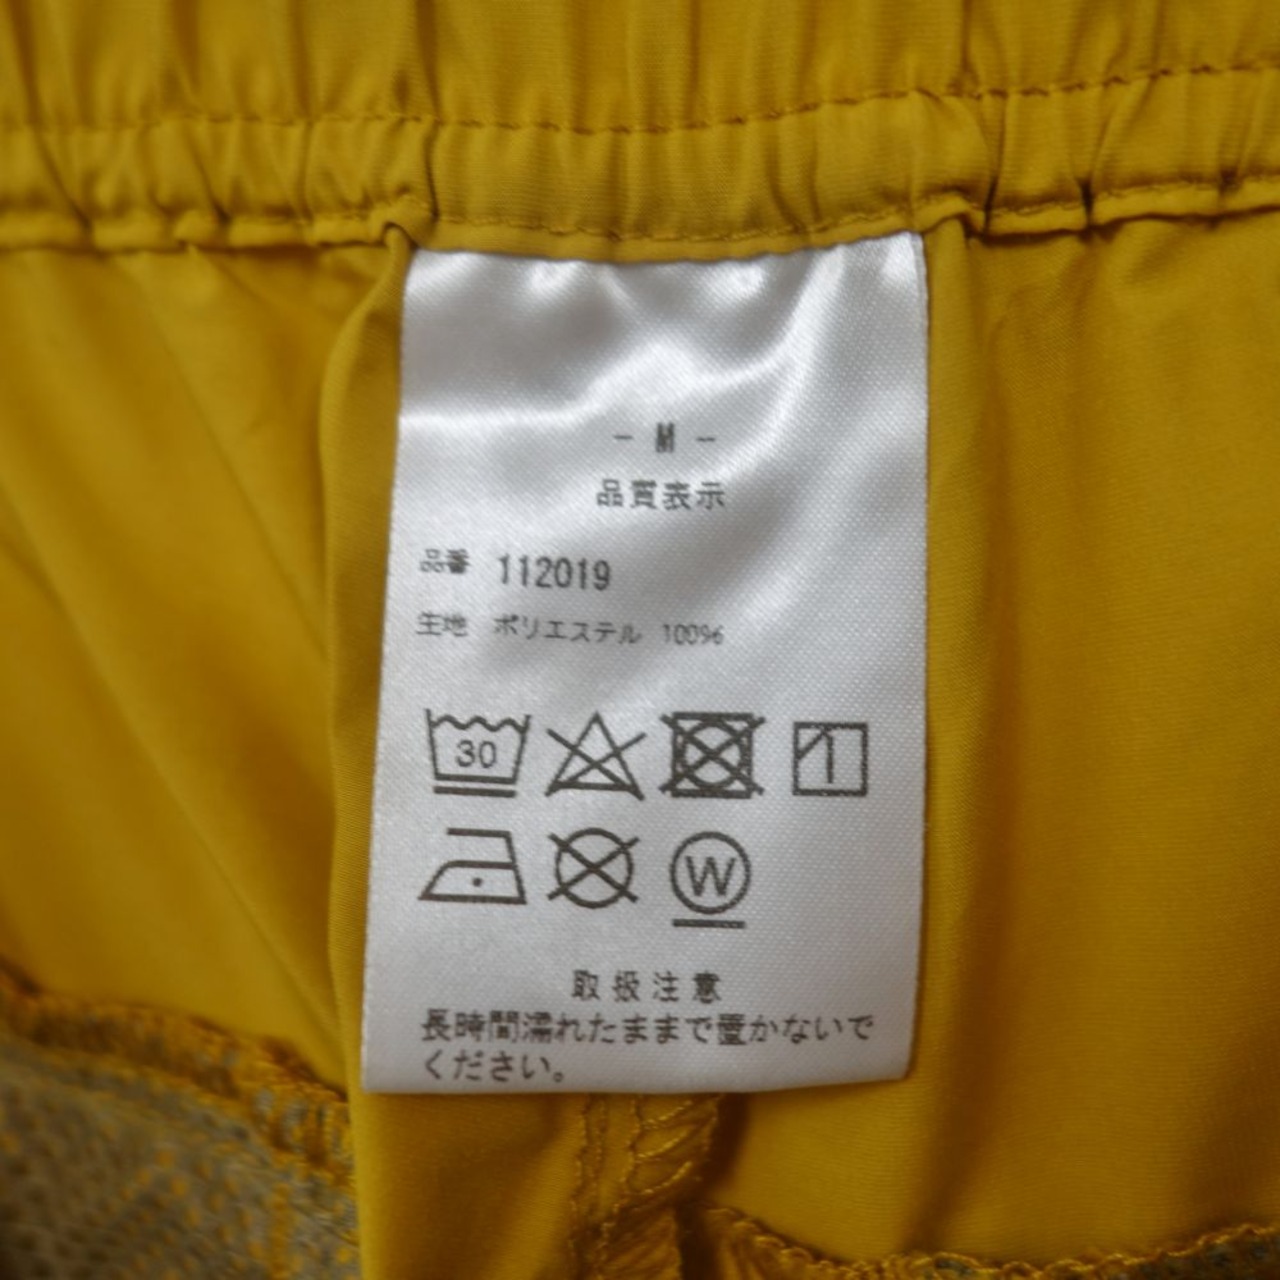 - M -
品質表示
品番 112019
生地 ポリエステル 100%
30
W
取扱注意
長時間濡れたままで置かないで
ください。